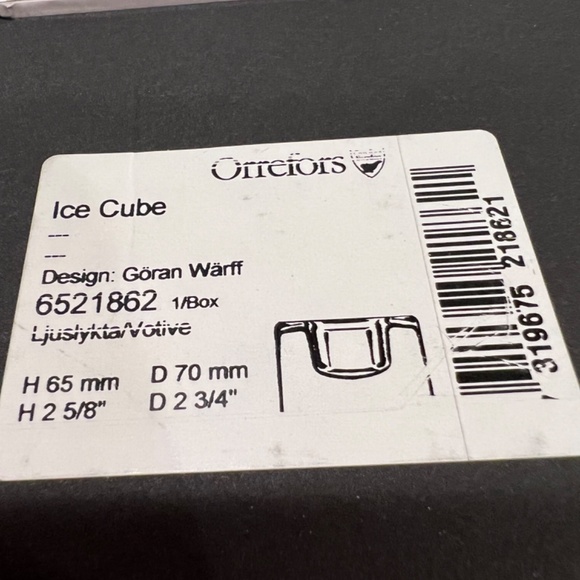 Orrefors
Ice Cube
---
---
Design: Göran Wärff
6521862 1/Box
Ljuslykta/Votive
H 65 mm D 70 mm
H 2 5/8" D 2 3/4"
319675 218621